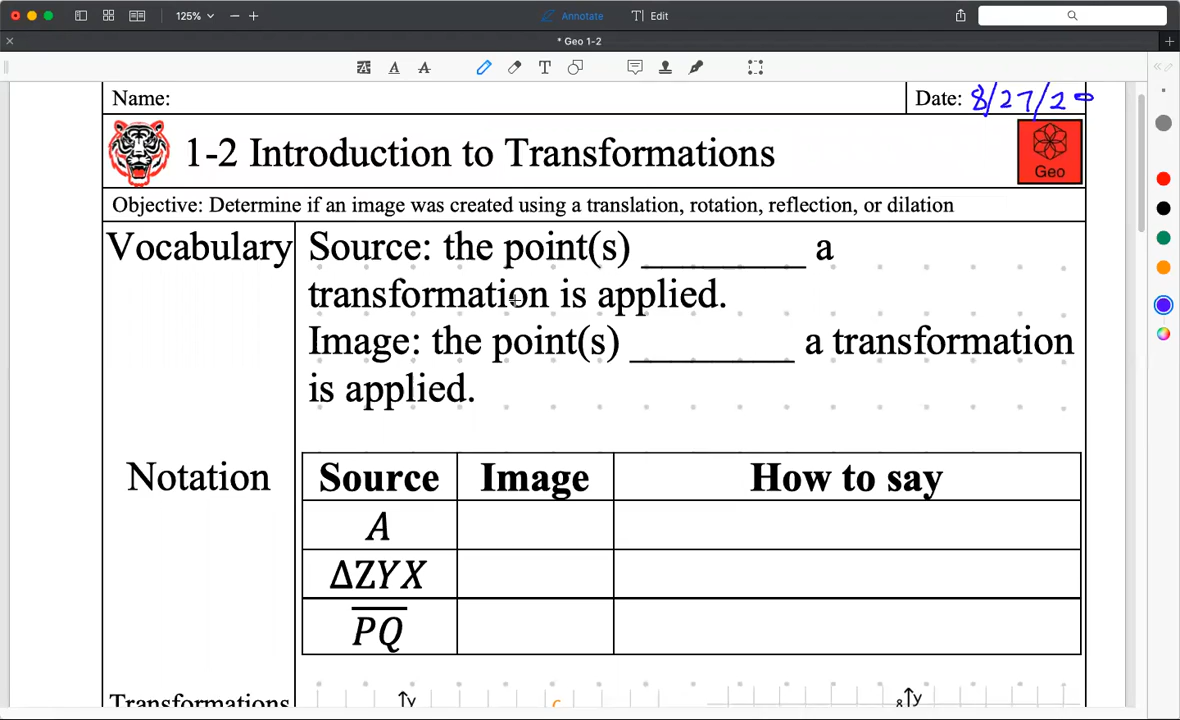 125%
Annotate
T Edit
* Geo 1-2
A A A T
Name:
Date: 8/27/20
1-2 Introduction to Transformations
Geo
Objective: Determine if an image was created using a translation, rotation, reflection, or dilation
Vocabulary
Source: the point(s) _________ a
transformation is applied.
Image: the point(s) _________ a transformation
is applied.
Notation
Source Image How to say
A
ΔZYX
P̅Q̅
Transformations
y
C
8 y